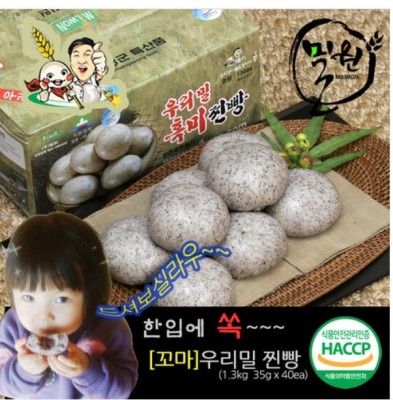 MILWON
밀원
MILWON
우리밀
흑미찐빵
셔보실라우~~
한입에 쏙~~~
[꼬마]우리밀 찐빵
(1.3kg 35g x 40ea)
식품안전관리인증
HACCP
식품의약품안전처